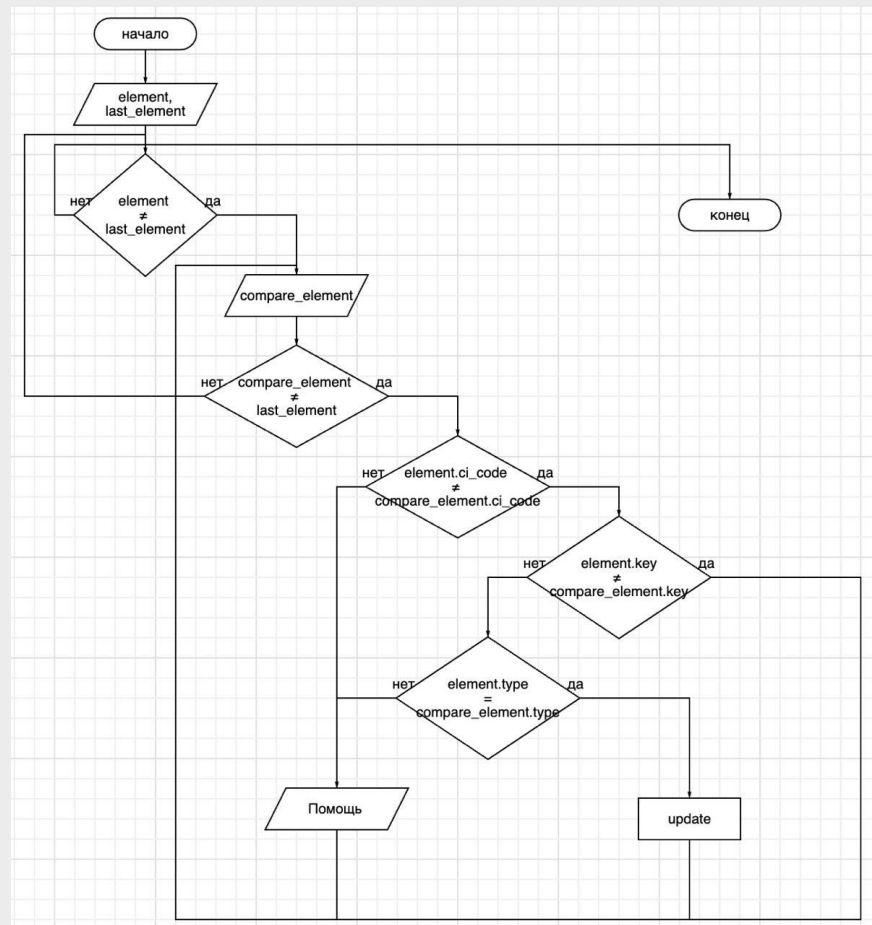 начало
element,
last_element
нет
element
≠
last_element
да
конец
compare_element
нет
compare_element
≠
last_element
да
нет
element.ci_code
≠
compare_element.ci_code
да
нет
element.key
≠
compare_element.key
да
нет
element.type
=
compare_element.type
да
Помощь
update